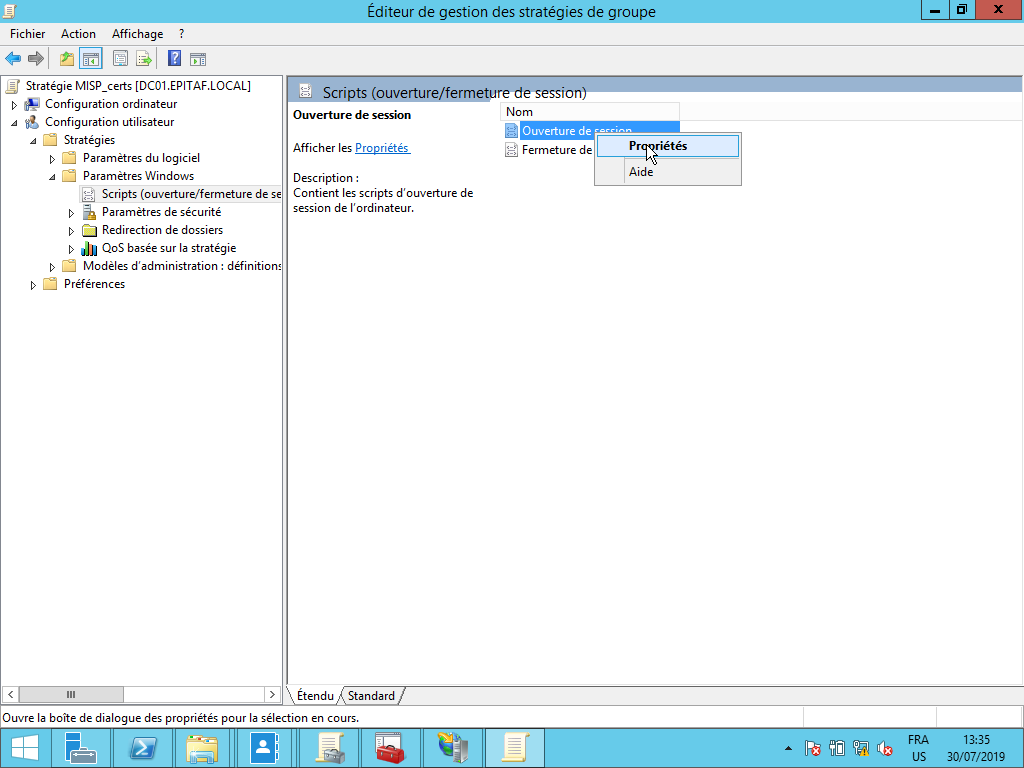 Éditeur de gestion des stratégies de groupe
Fichier Action Affichage ?
Stratégie MISP_certs [DC01.EPITAF.LOCAL]
Configuration ordinateur
Configuration utilisateur
Stratégies
Paramètres du logiciel
Paramètres Windows
Scripts (ouverture/fermeture de se
Paramètres de sécurité
Redirection de dossiers
QoS basée sur la stratégie
Modèles d'administration : définitions
Préférences
Scripts (ouverture/fermeture de session)
Ouverture de session
Afficher les Propriétés
Description :
Contient les scripts d'ouverture de
session de l'ordinateur.
Nom
Ouverture de session
Fermeture de
Propriétés
Aide
Étendu Standard
Ouvre la boîte de dialogue des propriétés pour la sélection en cours.
FRA
US
13:35
30/07/2019